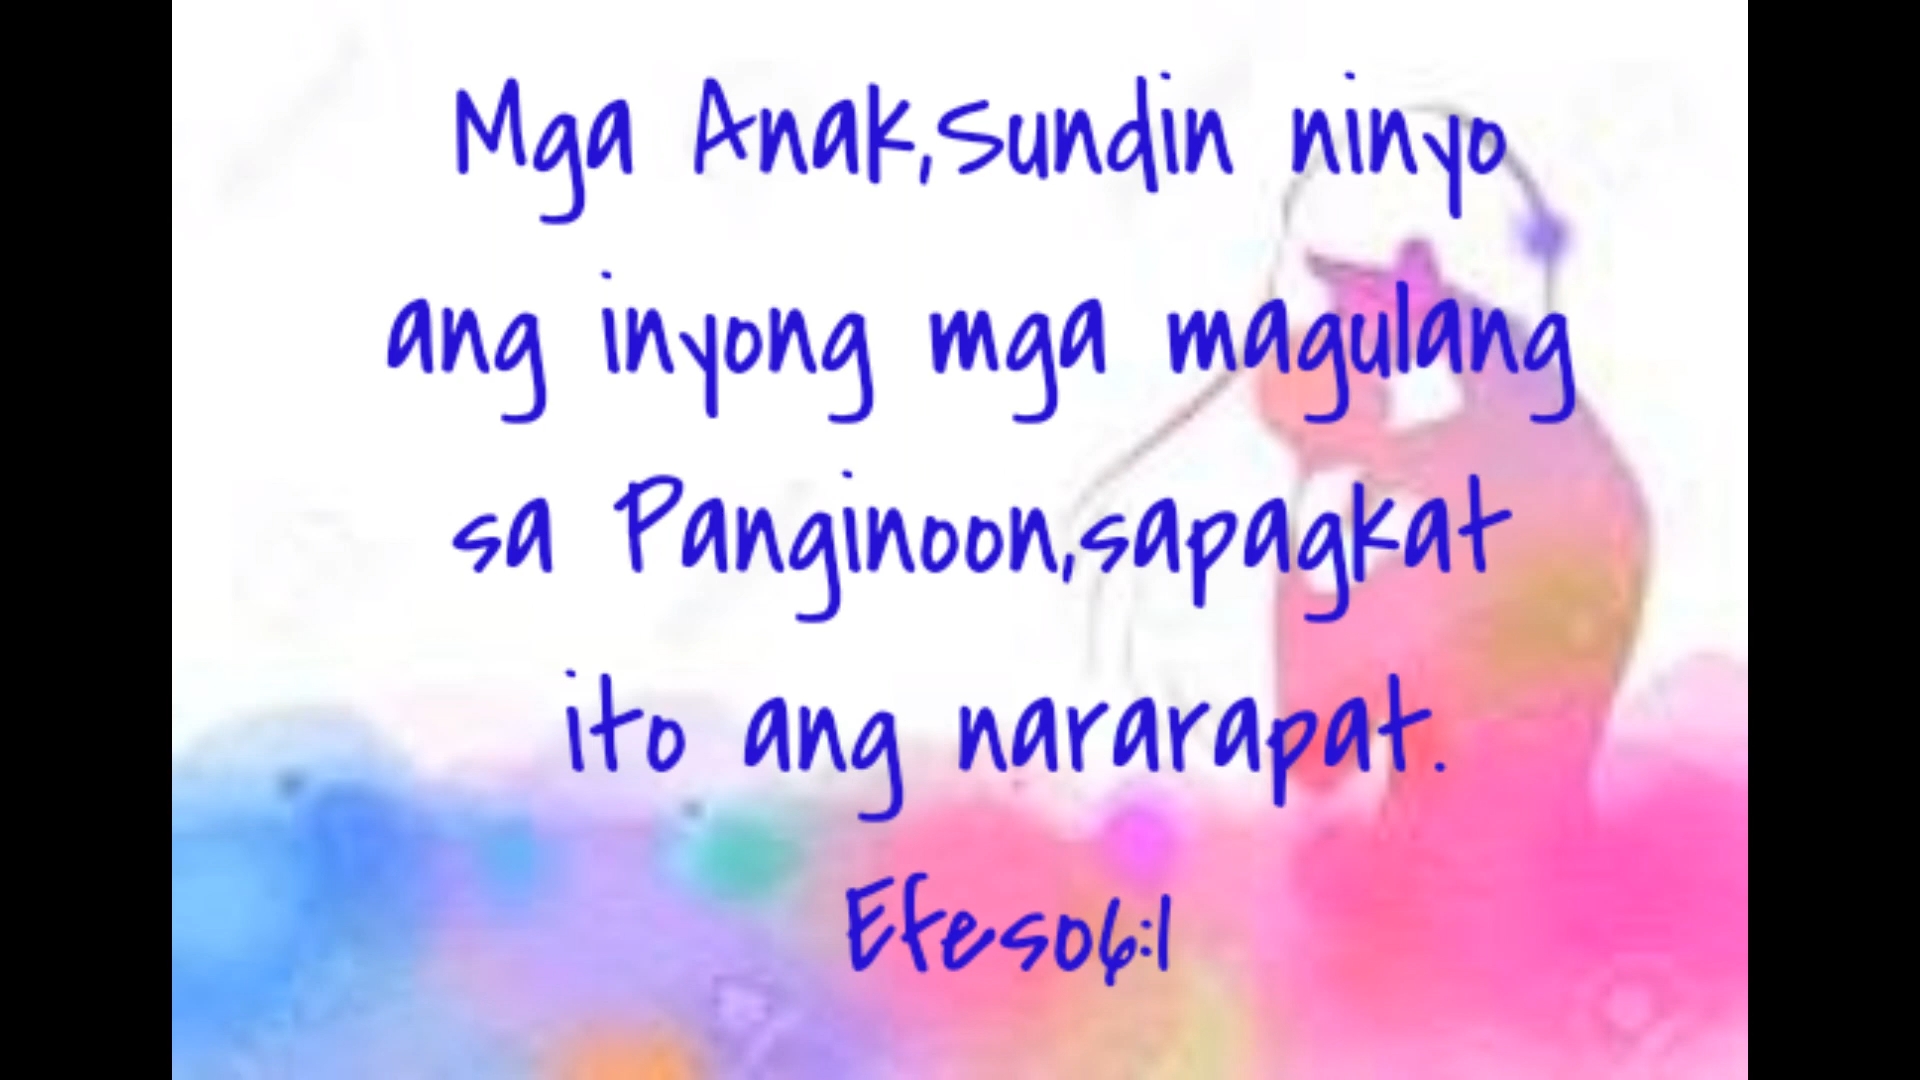 Mga Anak,Sundin ninyo
ang inyong mga magulang
sa Panginoon,sapagkat
ito ang nararapat.
Efeso6:1